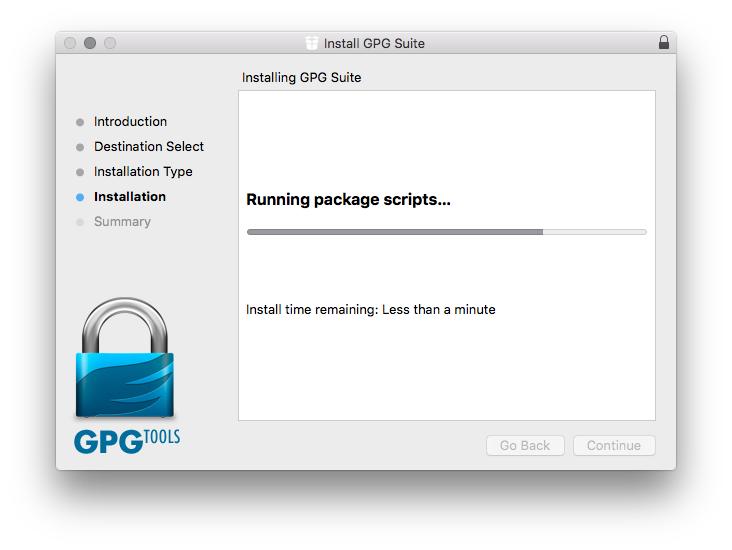 Install GPG Suite
Installing GPG Suite
Introduction
Destination Select
Installation Type
Installation
Summary
Running package scripts...
Install time remaining: Less than a minute
GPGTOOLS
Go Back
Continue